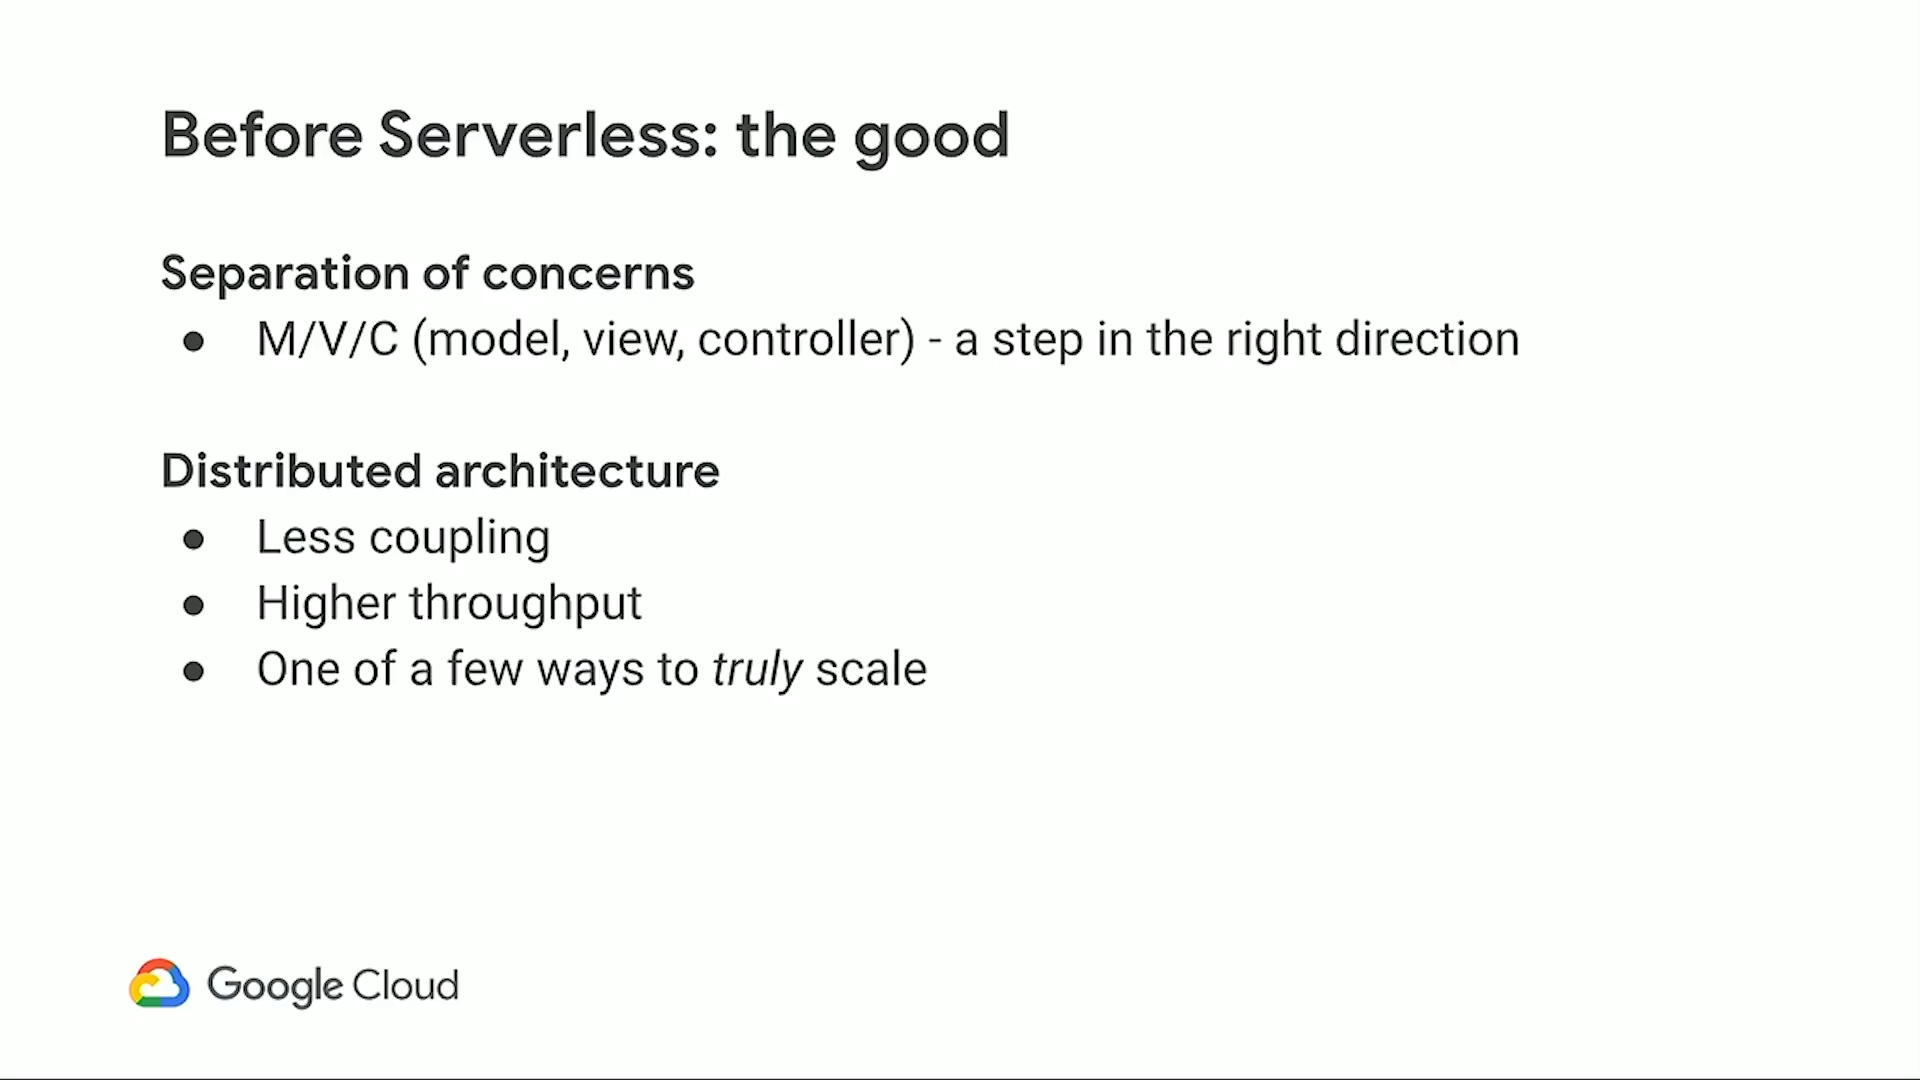 Before Serverless: the good
Separation of concerns
● M/V/C (model, view, controller) - a step in the right direction
Distributed architecture
● Less coupling
● Higher throughput
● One of a few ways to truly scale
Google Cloud